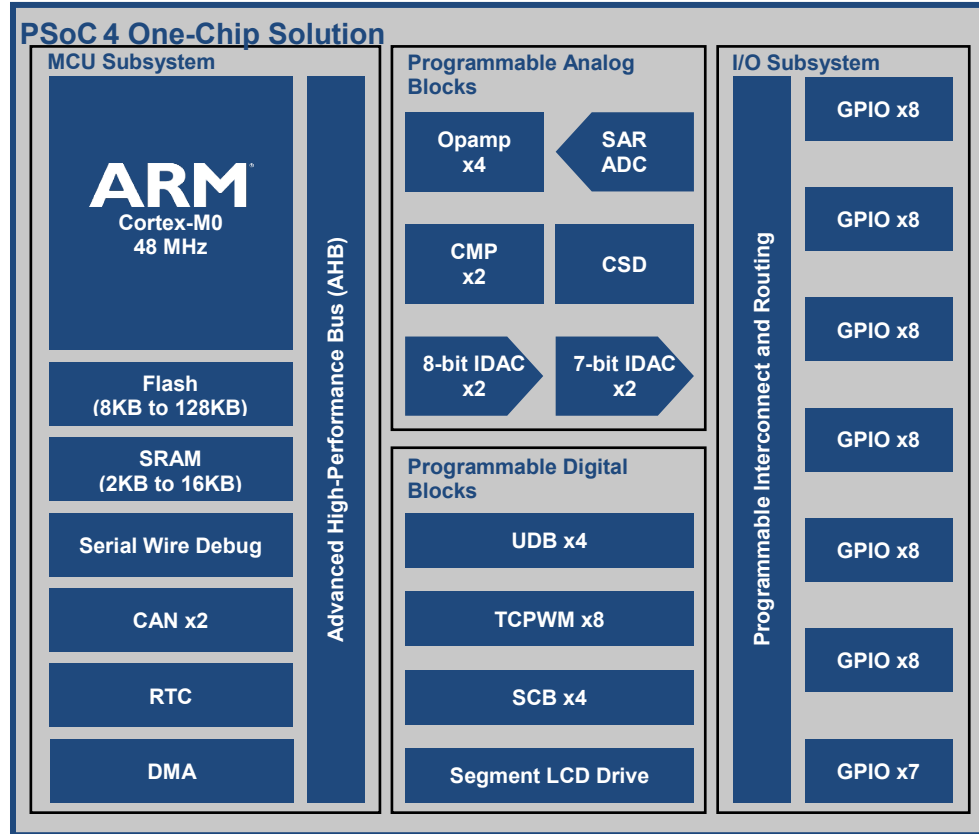 PSoC 4 One-Chip Solution
MCU Subsystem
ARM
Cortex-M0
48 MHz
Flash
(8KB to 128KB)
SRAM
(2KB to 16KB)
Serial Wire Debug
CAN x2
RTC
DMA
Advanced High-Performance Bus (AHB)
Programmable Analog
Blocks
Opamp
x4
SAR
ADC
CMP
x2
CSD
8-bit IDAC
x2
7-bit IDAC
x2
Programmable Digital
Blocks
UDB x4
TCPWM x8
SCB x4
Segment LCD Drive
I/O Subsystem
Programmable Interconnect and Routing
GPIO x8
GPIO x8
GPIO x8
GPIO x8
GPIO x8
GPIO x8
GPIO x7